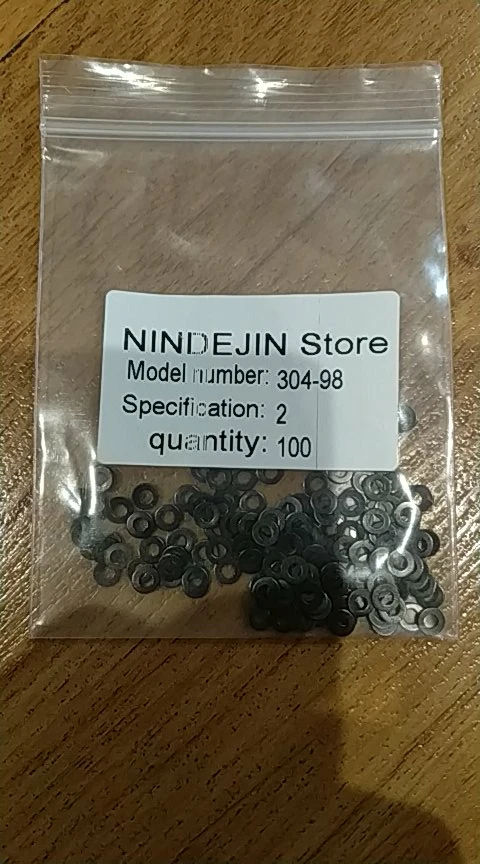 NINDEJIN Store
Model number: 304-98
Specification: 2
quantity: 100